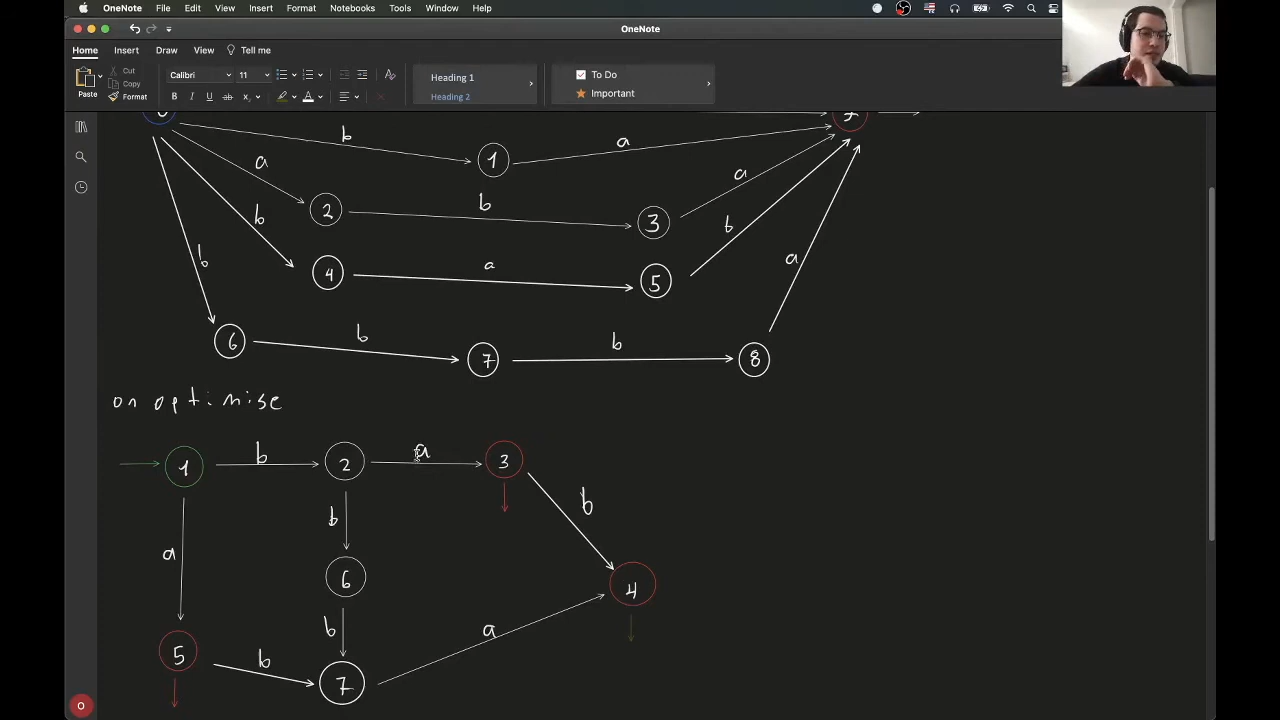 OneNote File Edit View Insert Format Notebooks Tools Window Help
OneNote
Home Insert Draw View Tell me
Paste Cut Copy Format Calibri 11 Heading 1 Heading 2 To Do Important
B I U A
b 1 a
a 2 b 3 a
b 4 a 5 b
b 6 b 7 b 8 a
on optimise
1 b 2 a 3
b b
a 6 4
b a
5 b 7
O